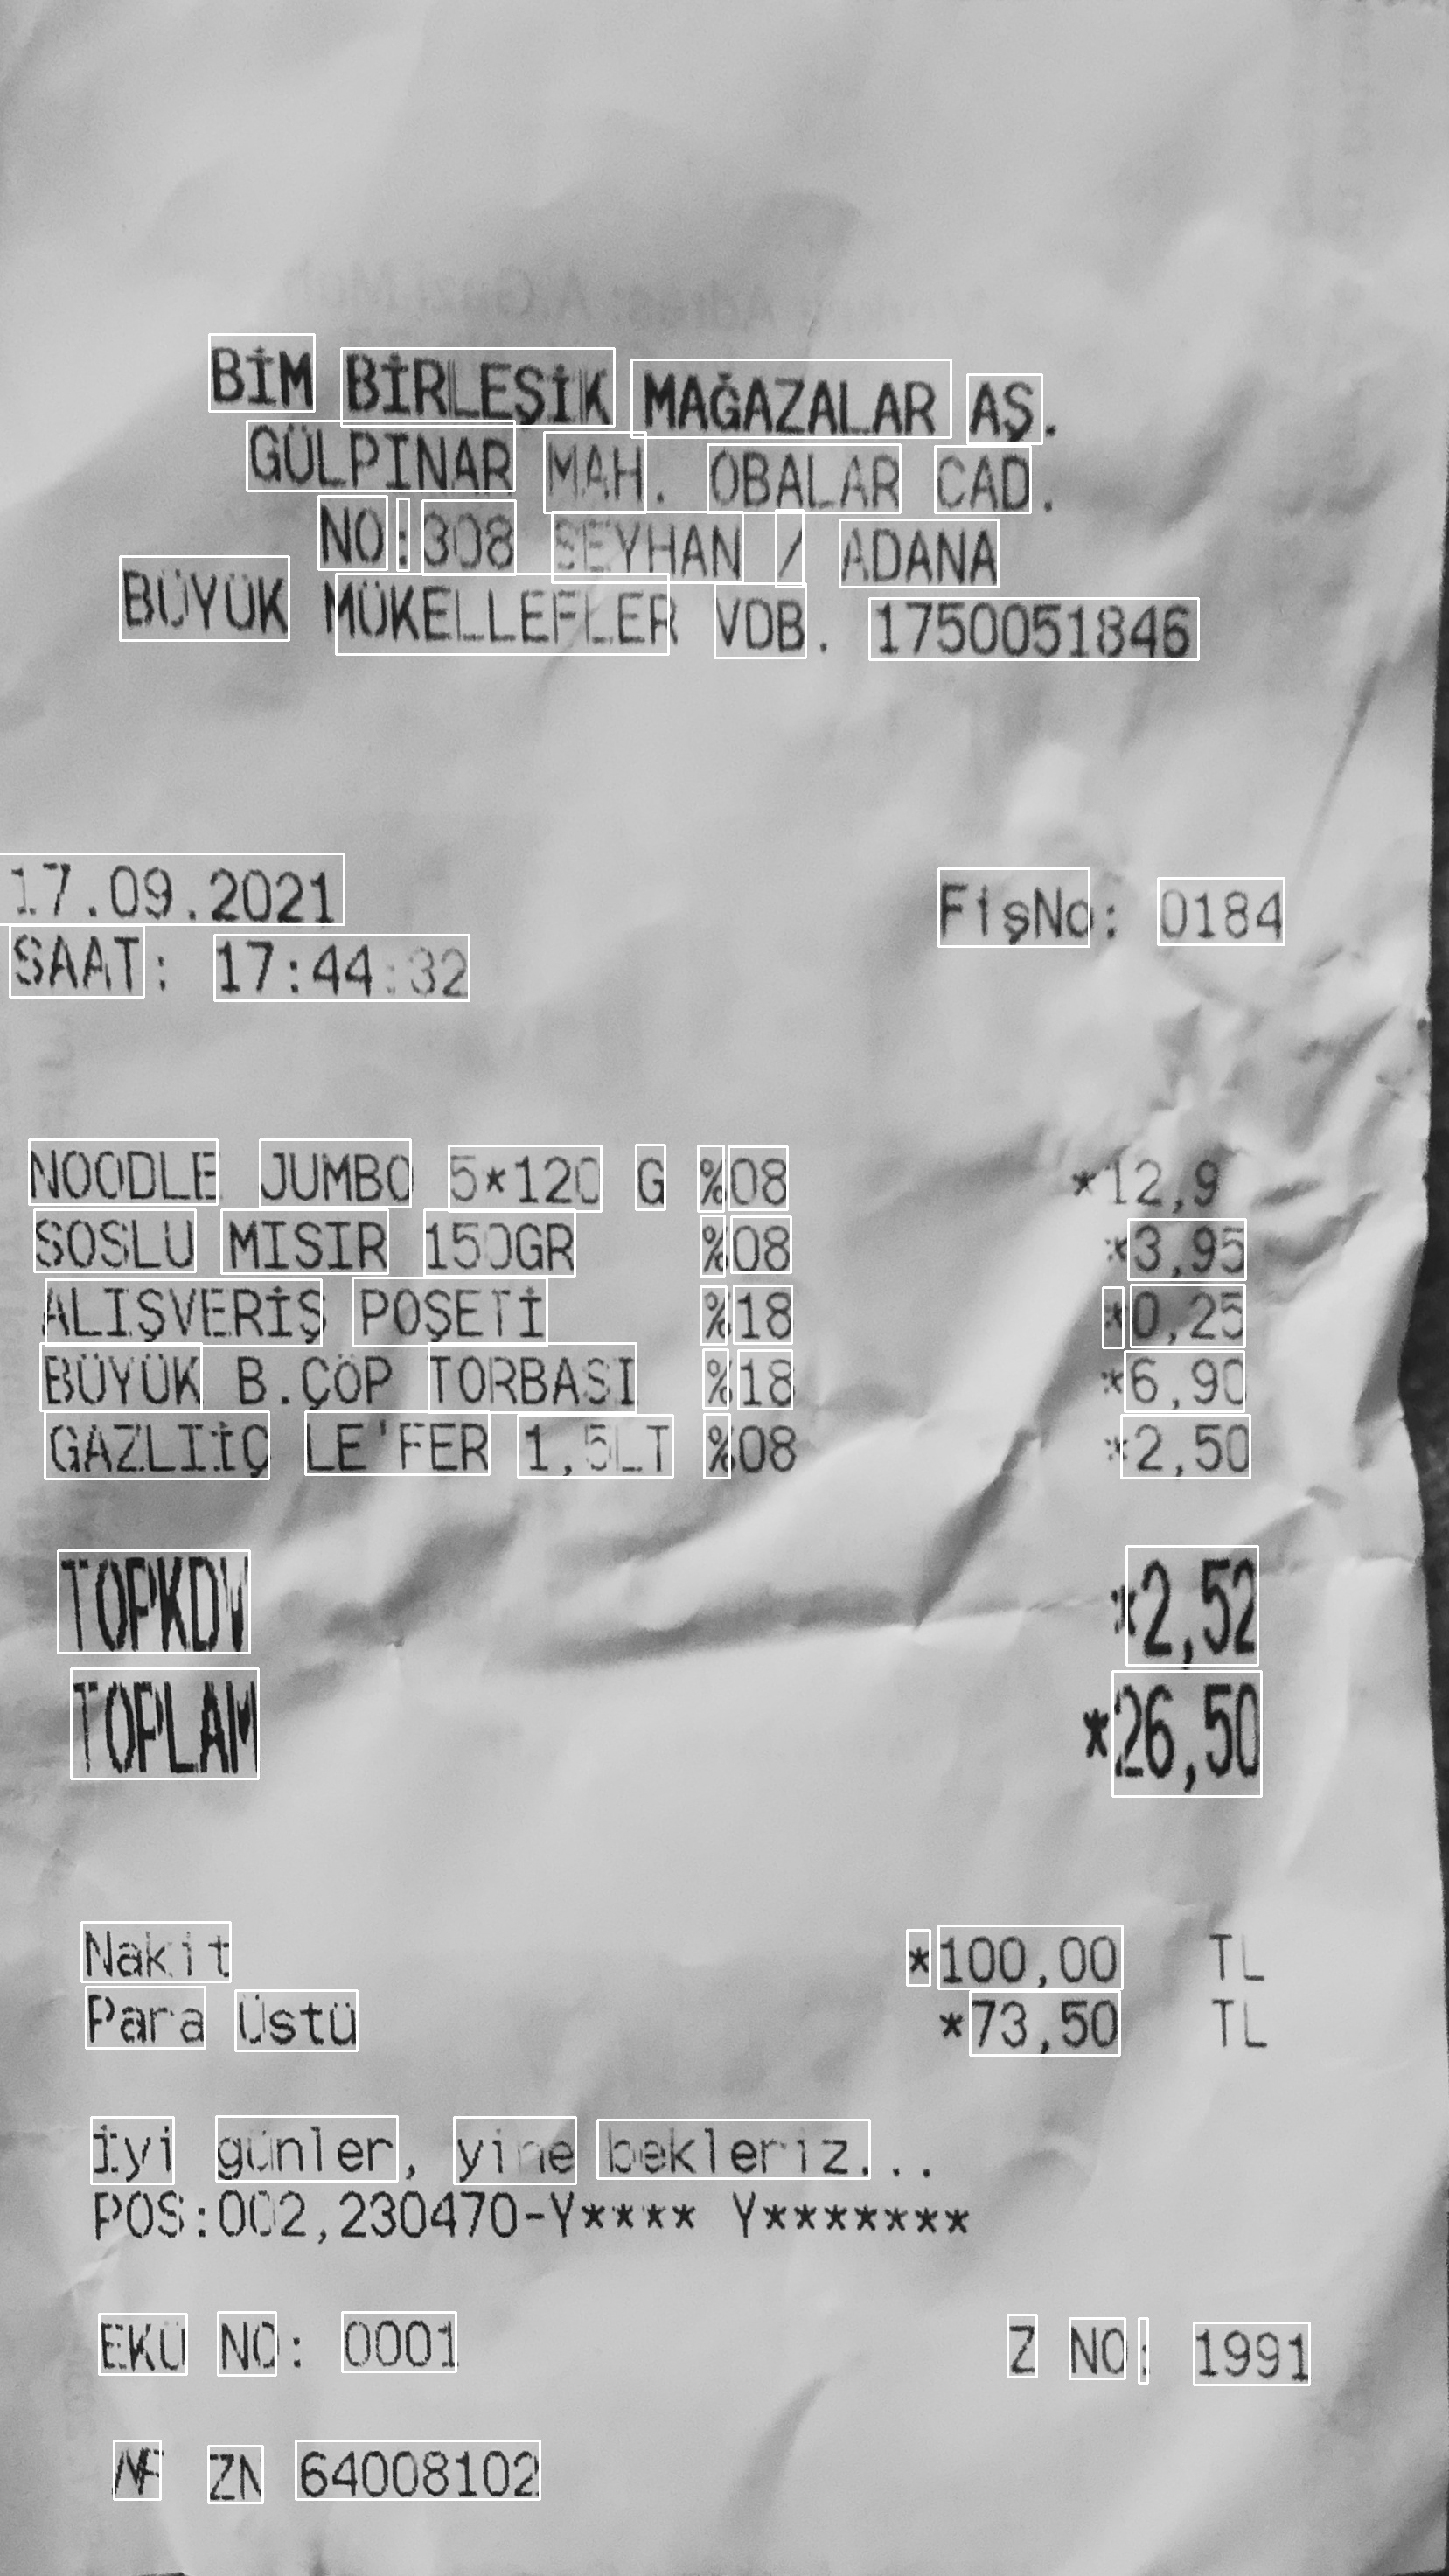 BİM BİRLEŞİK MAĞAZALAR AŞ.
GÜLPINAR MAH. OBALAR CAD.
NO:308 SEYHAN / ADANA
BÜYÜK MÜKELLEFLER VDB. 1750051846
17.09.2021 FişNo: 0184
SAAT: 17:44:32
NOODLE JUMBO 5*120 G %08 *12,9
SOSLU MISIR 150GR %08 *3,95
ALIŞVERİŞ POŞETİ %18 *0,25
BÜYÜK B.ÇÖP TORBASI %18 *6,90
GAZLIİÇ LE'FER 1,5LT %08 *2,50
TOPKDV *2,52
TOPLAM *26,50
Nakit *100,00 TL
Para Üstü *73,50 TL
İyi günler, yine bekleriz...
POS:002,230470-Y**** Y*******
EKÜ NO: 0001 Z NO: 1991
ZN 64008102